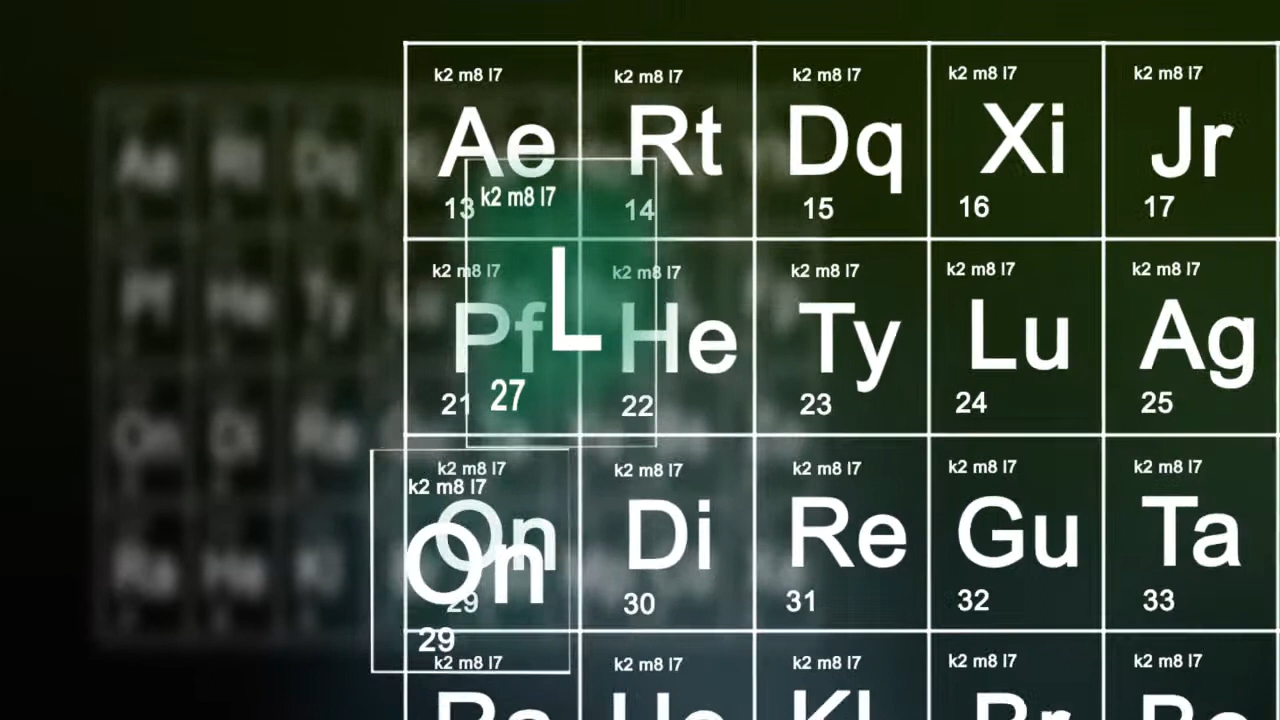 k2 m8 l7 k2 m8 l7 k2 m8 l7 k2 m8 l7 k2 m8 l7
Ae Rt Dq Xi Jr
13 14 15 16 17
k2 m8 l7
L
27
k2 m8 l7 k2 m8 l7 k2 m8 l7 k2 m8 l7 k2 m8 l7
Pf He Ty Lu Ag
21 22 23 24 25
k2 m8 l7 k2 m8 l7 k2 m8 l7 k2 m8 l7 k2 m8 l7
On Di Re Gu Ta
29 30 31 32 33
k2 m8 l7
On
29
k2 m8 l7 k2 m8 l7 k2 m8 l7 k2 m8 l7 k2 m8 l7